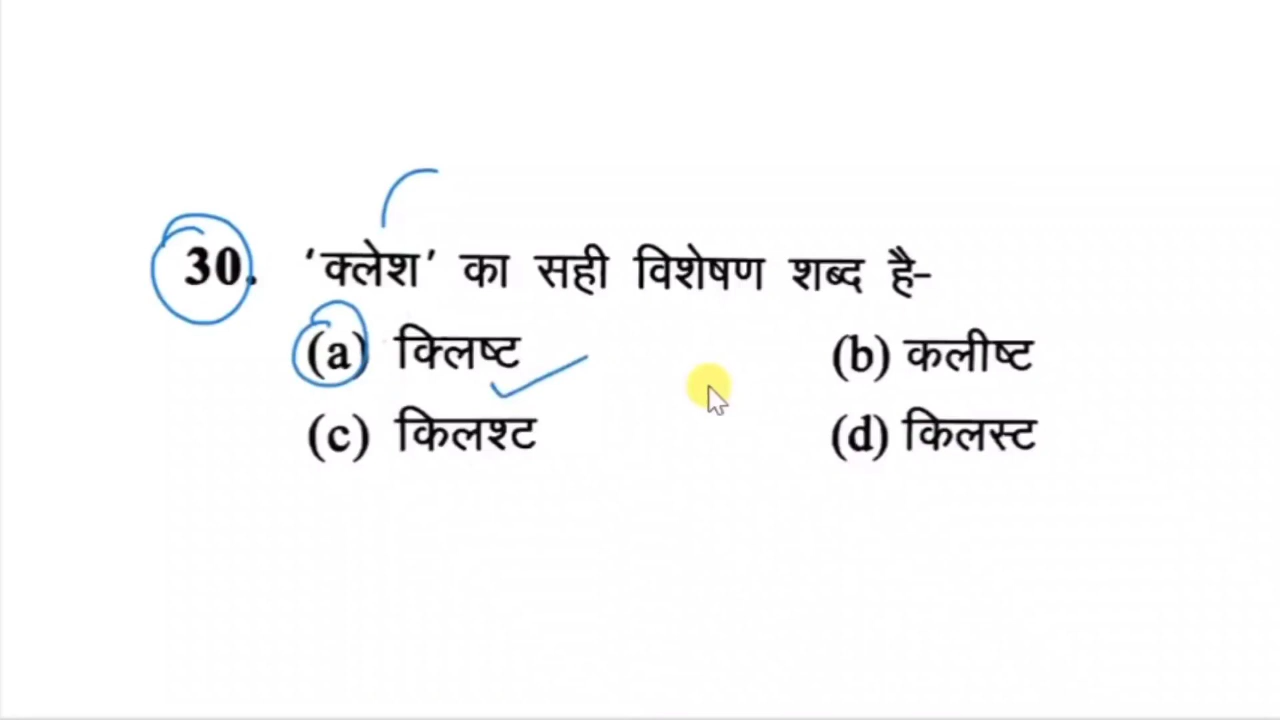 30. 'क्लेश' का सही विशेषण शब्द है-
(a) क्लिष्ट (b) कलीष्ट
(c) किलश्ट (d) किलस्ट